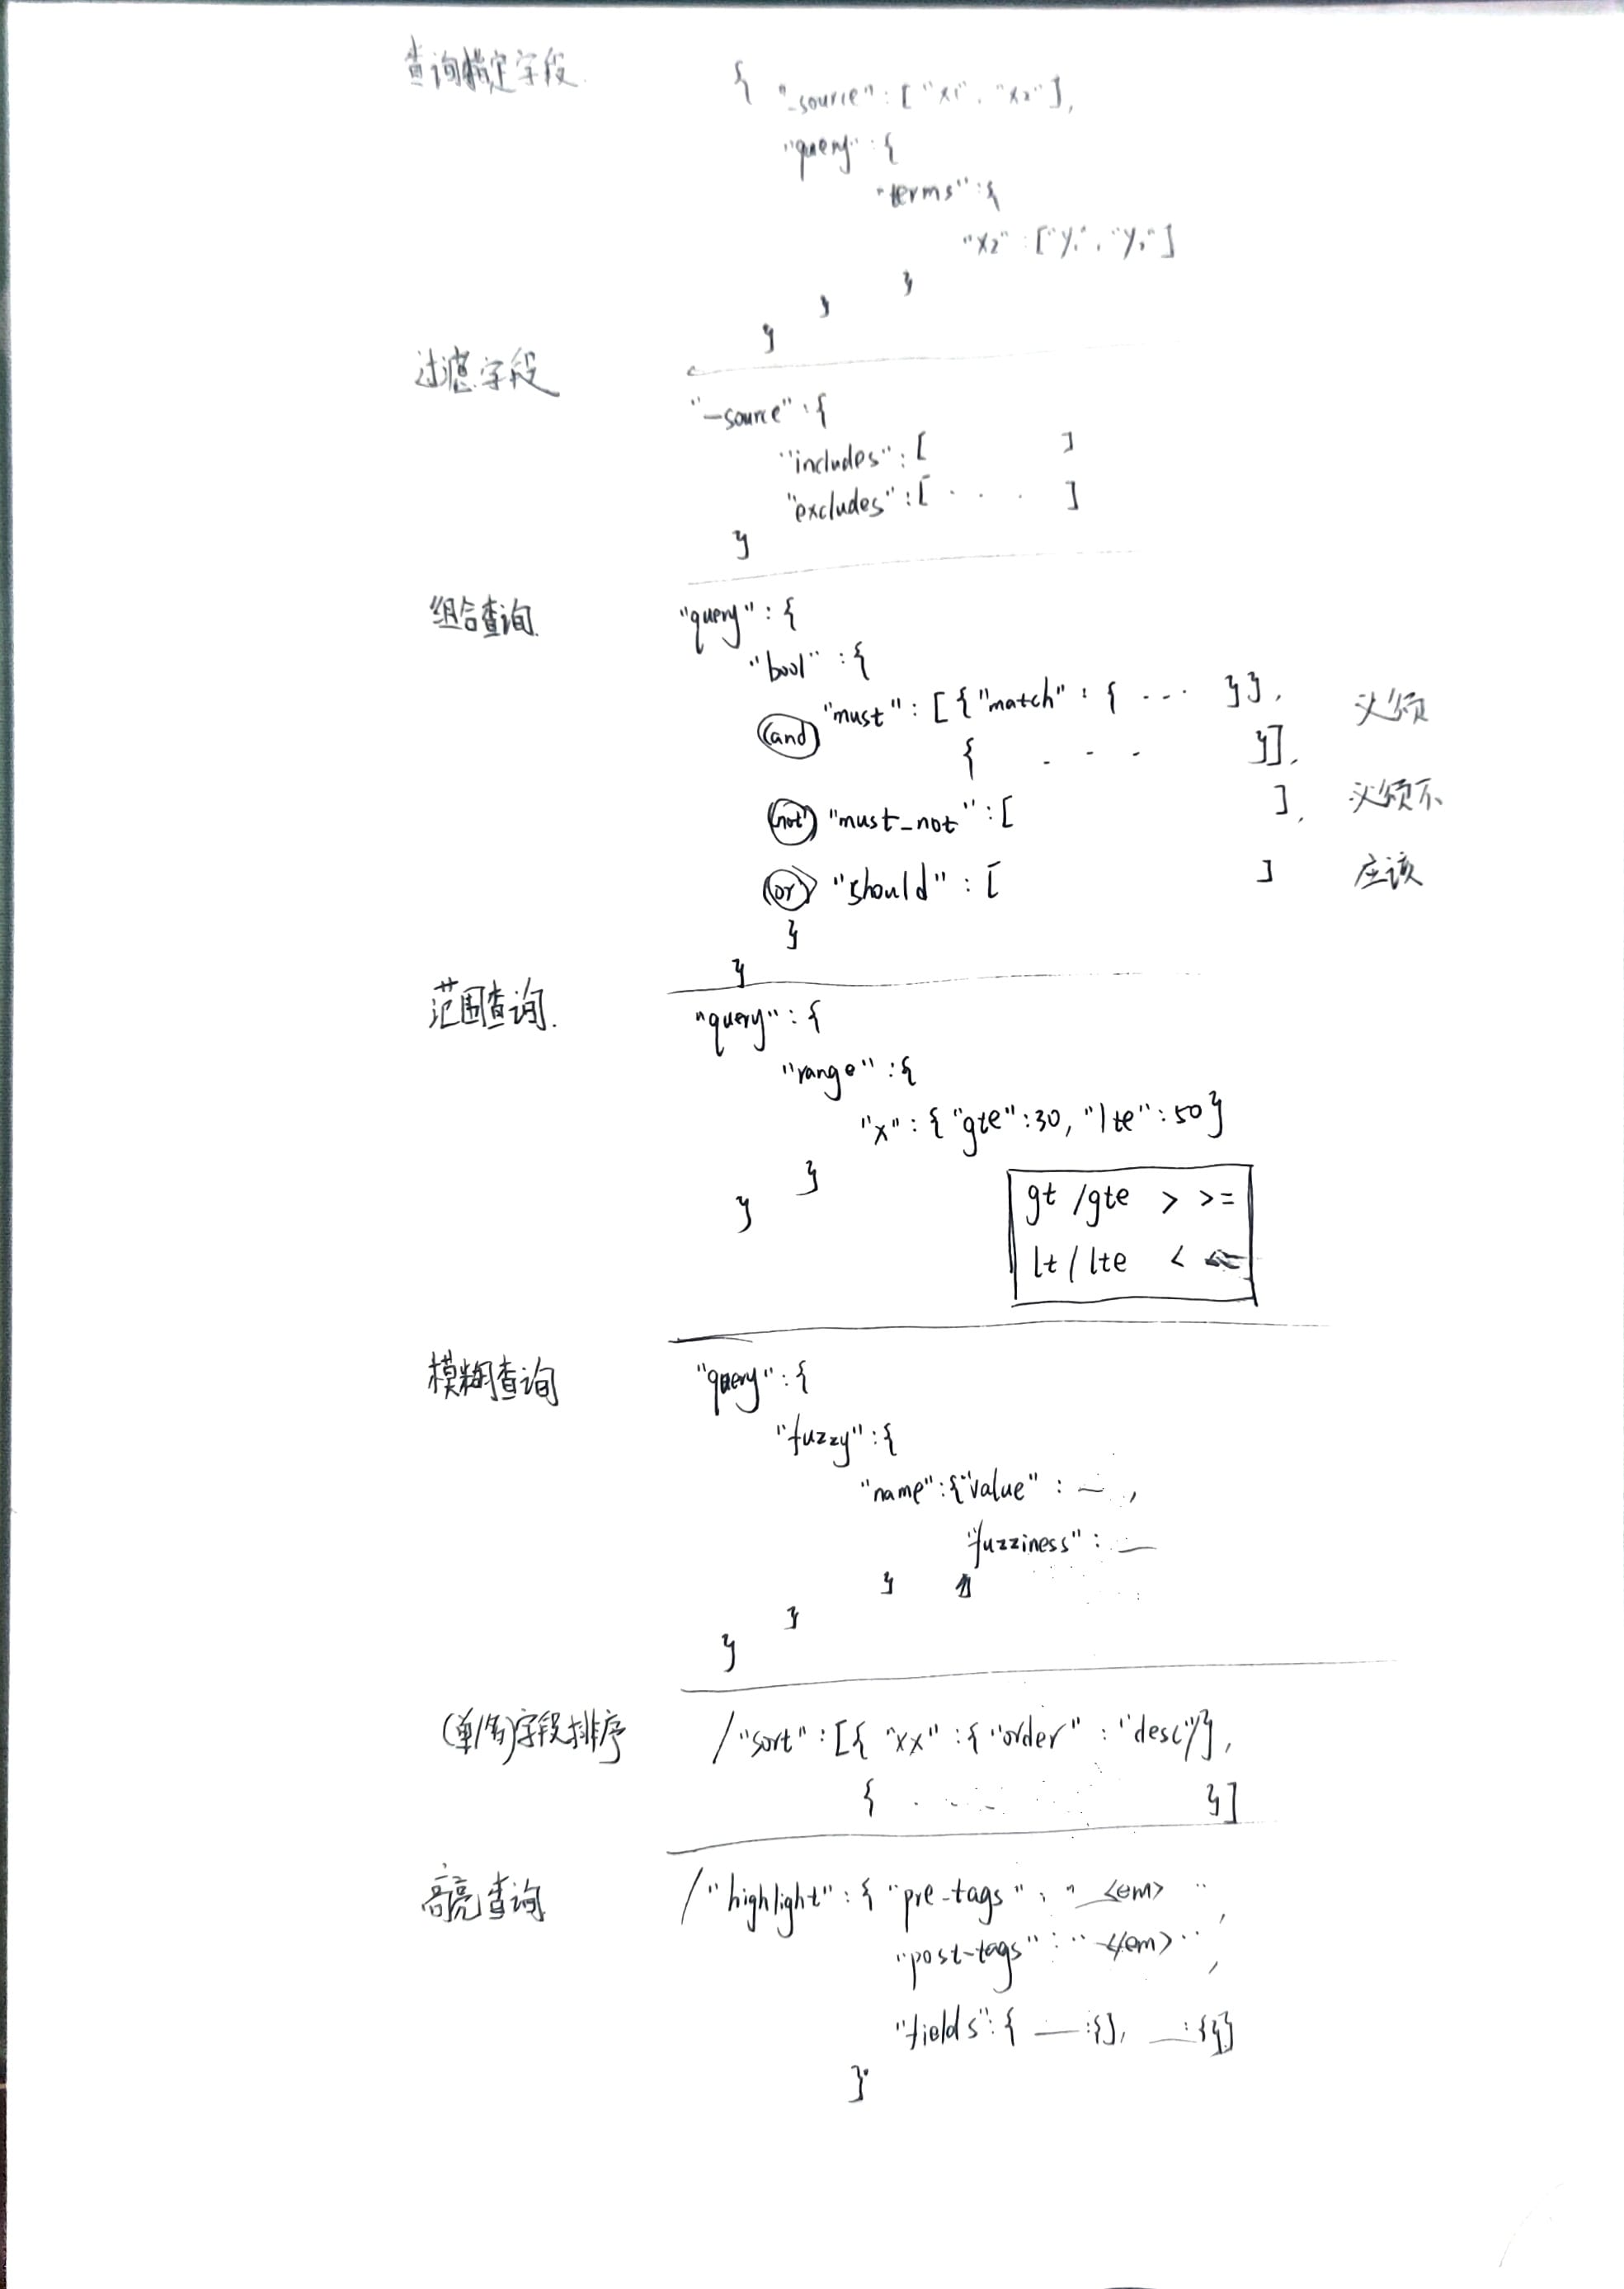 查询指定字段 { "_source": ["x1", "x2"],
"query": {
"terms": {
"x2": ["y1", "y2"]
}
}
}
过滤字段
"_source": {
"includes": [ ]
"excludes": [ . . . ]
}
组合查询. "query": {
"bool": {
(and) "must": [{"match": { --- }}, 必须
{ . - - }],
(not) "must_not": [ ], 必须不
(or) "should": [ ] 应该
}
}
范围查询. "query": {
"range": {
"x": {"gte":30, "lte":50}
}
}
gt /gte > >=
lt / lte < <=
模糊查询 "query": {
"fuzzy": {
"name": {"value": — ,
"fuzziness": —
}
}
}
(单/多)字段排序 / "sort": [{ "xx": {"order": "desc"}},
{ . . . }]
高亮查询 / "highlight": { "pre-tags": " <em> ",
"post-tags": " </em> ",
"fields": { — :{}, — :{}}
}